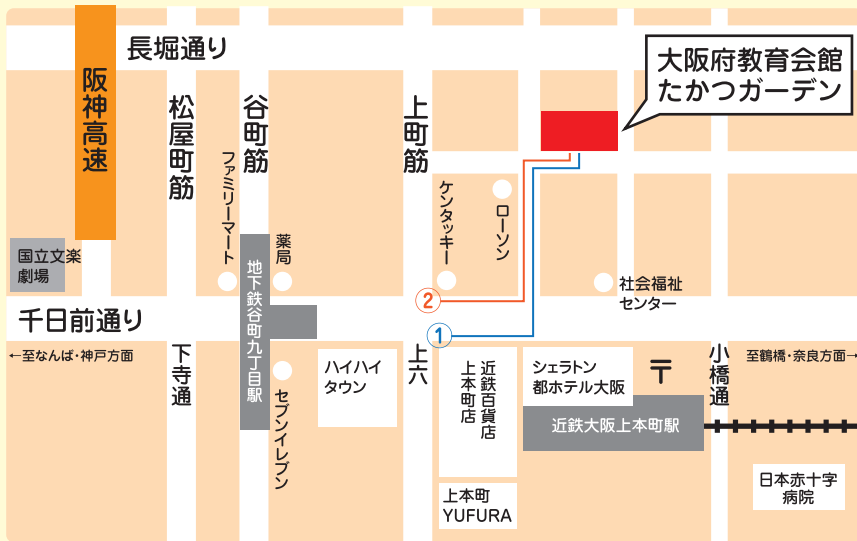 長堀通り
大阪府教育会館
たかつガーデン
阪神高速
松屋町筋
谷町筋
上町筋
ファミリーマート
薬局
ケンタッキー
ローソン
国立文楽
劇場
地下鉄谷町九丁目駅
社会福祉
センター
②
①
千日前通り
←至なんば・神戸方面
下寺通
セブンイレブン
ハイハイ
タウン
上六
近鉄百貨店
上本町店
シェラトン
都ホテル大阪
〒
小橋通
至鶴橋・奈良方面→
近鉄大阪上本町駅
日本赤十字
病院
上本町
YUFURA